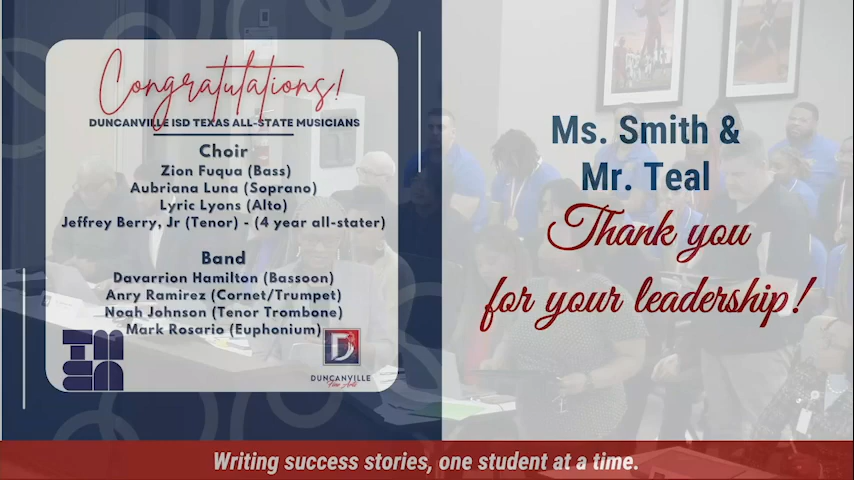 Congratulations!
DUNCANVILLE ISD TEXAS ALL-STATE MUSICIANS
Choir
Zion Fuqua (Bass)
Aubriana Luna (Soprano)
Lyric Lyons (Alto)
Jeffrey Berry, Jr (Tenor) - (4 year all-stater)
Band
Davarrion Hamilton (Bassoon)
Anry Ramirez (Cornet/Trumpet)
Noah Johnson (Tenor Trombone)
Mark Rosario (Euphonium)
TMEA
D
DUNCANVILLE
Fine Arts
Ms. Smith &
Mr. Teal
Thank you
for your leadership!
Writing success stories, one student at a time.